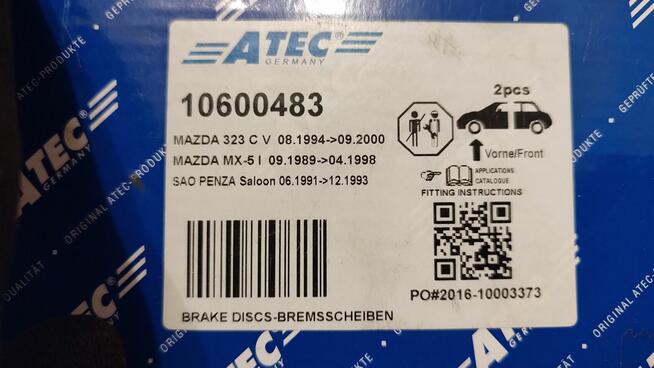 ATEC®
GERMANY
10600483
MAZDA 323 C V 08.1994->09.2000
MAZDA MX-5 I 09.1989->04.1998
SAO PENZA Saloon 06.1991->12.1993
2pcs
Vorne/Front
APPLICATIONS
CATALOGUE
FITTING INSTRUCTIONS
PO#2016-10003373
BRAKE DISCS-BREMSSCHEIBEN
ORIGINAL ATEC-PRODUKTE
QUALITÄT
ATEC
GERMANY
ATEC
GERMANY
ORIGINAL ATEC
GEPRÜFTE